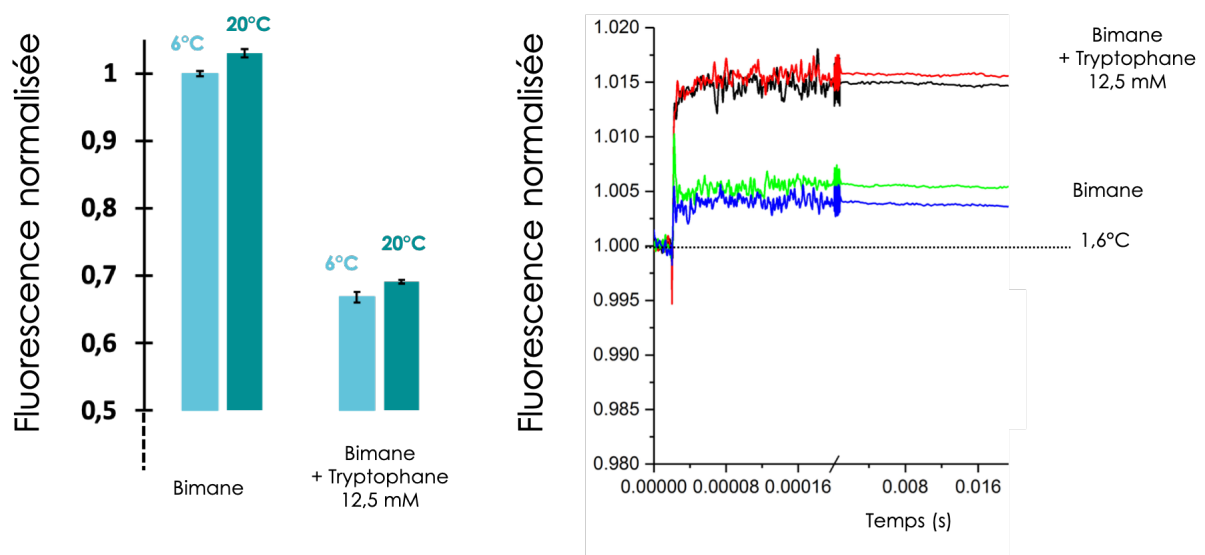 Fluorescence normalisée
6°C
20°C
1
0,9
0,8
0,7
0,6
0,5
6°C
20°C
Bimane
Bimane
+ Tryptophane
12,5 mM
Fluorescence normalisée
1.020
1.015
1.010
1.005
1.000
0.995
0.990
0.985
0.980
0.00000 0.00008 0.00016 0.008 0.016
Temps (s)
Bimane
+ Tryptophane
12,5 mM
Bimane
1,6°C